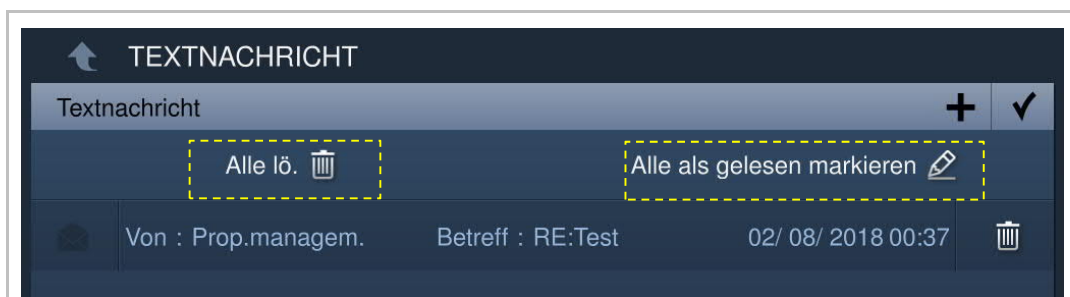 TEXTNACHRICHT
Textnachricht
Alle lö. Alle als gelesen markieren
Von : Prop.managem. Betreff : RE:Test 02/ 08/ 2018 00:37